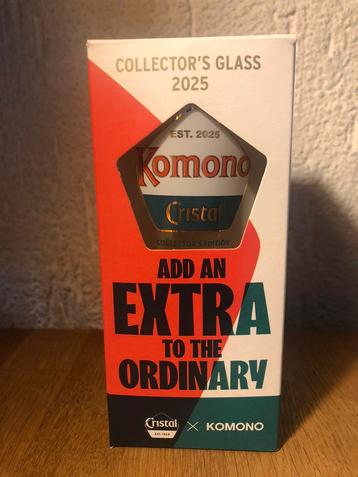 COLLECTOR'S GLASS
2025
EST. 2025
Komono
Cristal
COLLECTOR'S EDITION
ADD AN
EXTRA
TO THE
ORDINARY
Cristal × KOMONO
EST. 1928